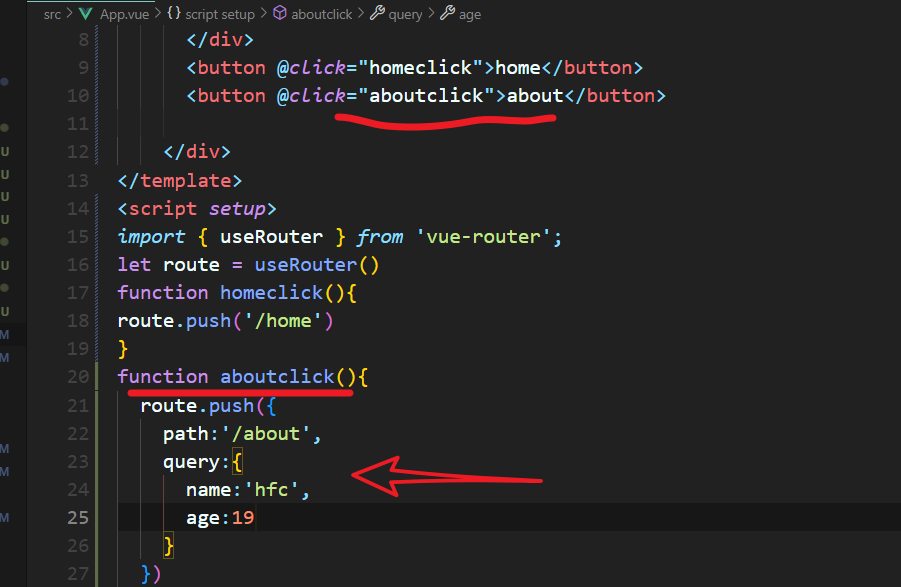 src > App.vue > {} script setup > aboutclick > query > age
8 </div>
9 <button @click="homeclick">home</button>
10 <button @click="aboutclick">about</button>
11
12 </div>
13 </template>
14 <script setup>
15 import { useRouter } from 'vue-router';
16 let route = useRouter()
17 function homeclick(){
18 route.push('/home')
19 }
20 function aboutclick(){
21 route.push({
22 path:'/about',
23 query:{
24 name:'hfc',
25 age:19
26 }
27 })
U
U
U
U
U
U
M
M
M
M
M